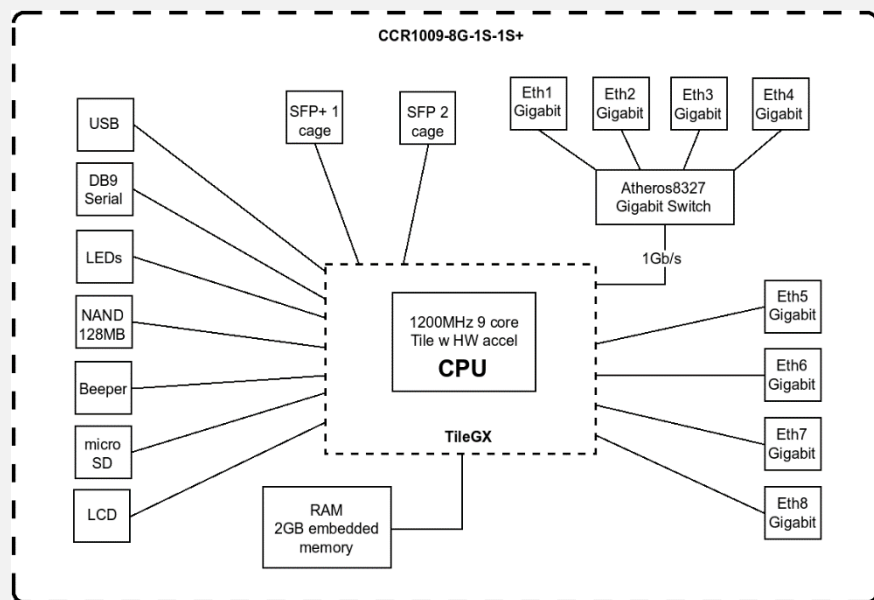 CCR1009-8G-1S-1S+
USB
DB9
Serial
LEDs
NAND
128MB
Beeper
micro
SD
LCD
SFP+ 1
cage
SFP 2
cage
Eth1
Gigabit
Eth2
Gigabit
Eth3
Gigabit
Eth4
Gigabit
Atheros8327
Gigabit Switch
1Gb/s
1200MHz 9 core
Tile w HW accel
CPU
TileGX
RAM
2GB embedded
memory
Eth5
Gigabit
Eth6
Gigabit
Eth7
Gigabit
Eth8
Gigabit